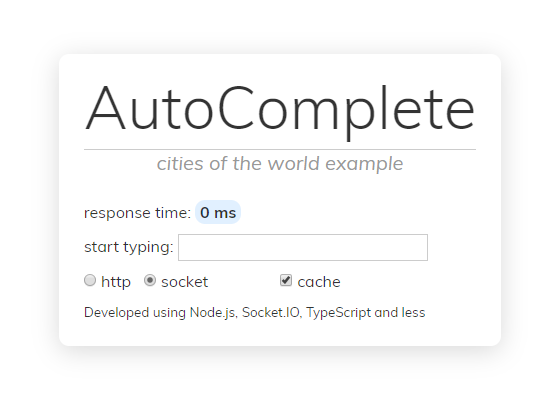 AutoComplete
cities of the world example
response time: 0 ms
start typing:
http socket cache
Developed using Node.js, Socket.IO, TypeScript and less